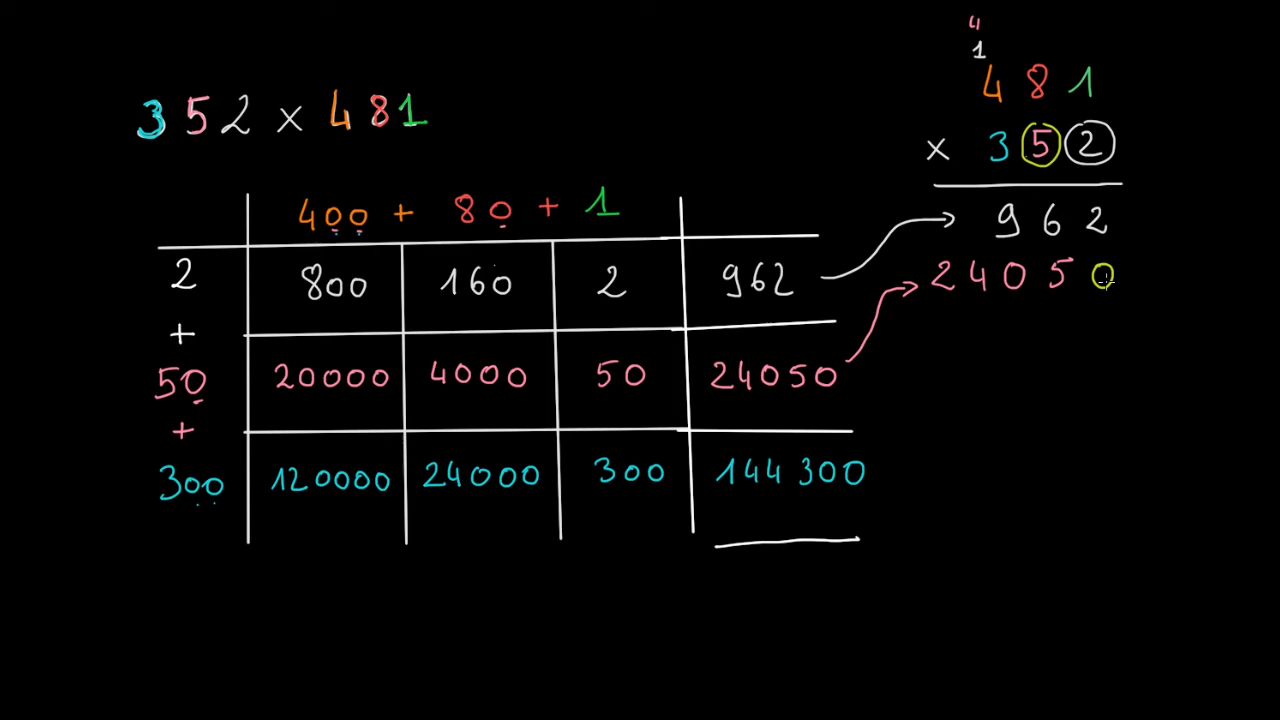 352 × 481
400 + 80 + 1
2 800 160 2 962
+
50 20000 4000 50 24050
+
300 120000 24000 300 144300
4
1
481
× 352
962
24050